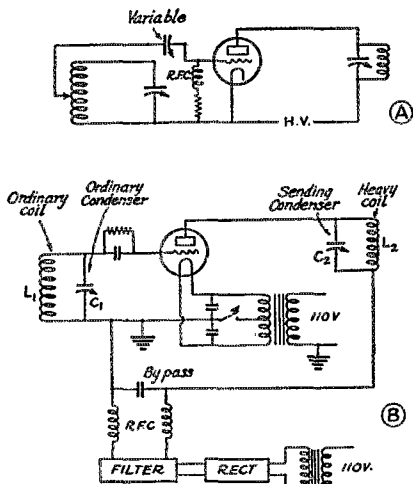 Variable
R.F.C.
H.V.
A
Ordinary coil
Ordinary Condenser
Sending Condenser
Heavy coil
L1
C1
C2
L2
110V
By pass
R.F.C
B
FILTER
RECT
110V.